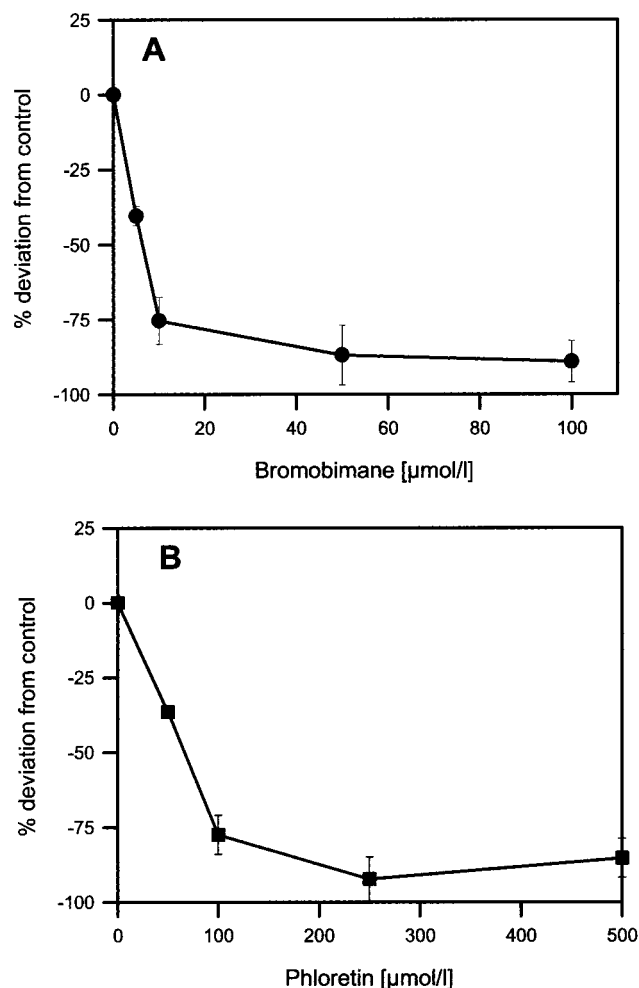 25
A
0
-25
-50
-75
-100
% deviation from control
0 20 40 60 80 100
Bromobimane [µmol/l]
25
B
0
-25
-50
-75
-100
% deviation from control
0 100 200 300 400 500
Phloretin [µmol/l]